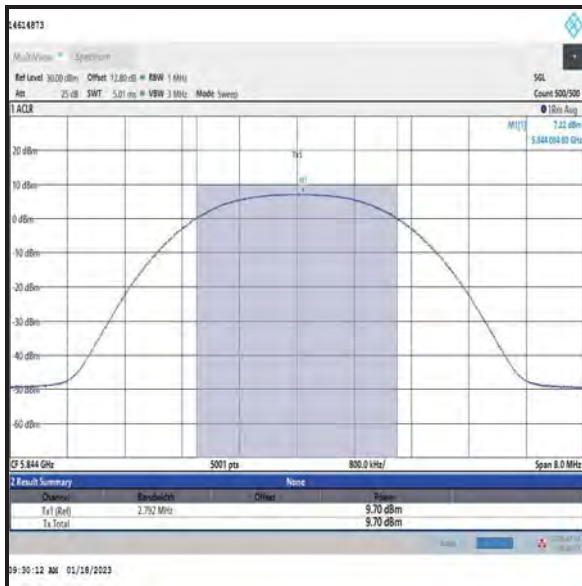 14614873
MultiView Spectrum
Ref Level 30.00 dBm Offset 12.80 dB RBW 1 MHz SGL
Att 25 dB SWT 5.01 ms VBW 3 MHz Mode Sweep Count 500/500
1 ACLR 1Rm Avg
M1[1] 7.22 dBm
Tx1
20 dBm
M1
10 dBm
0 dBm
-10 dBm
-20 dBm
-30 dBm
-40 dBm
-50 dBm
-60 dBm
CF 5.844 GHz 5001 pts 800.0 kHz/ Span 8.0 MHz
2 Result Summary None
Channel Bandwidth Offset Power
Tx1 (Ref) 2.792 MHz 9.70 dBm
Tx Total 9.70 dBm
09:30:12 AM 01/18/2023